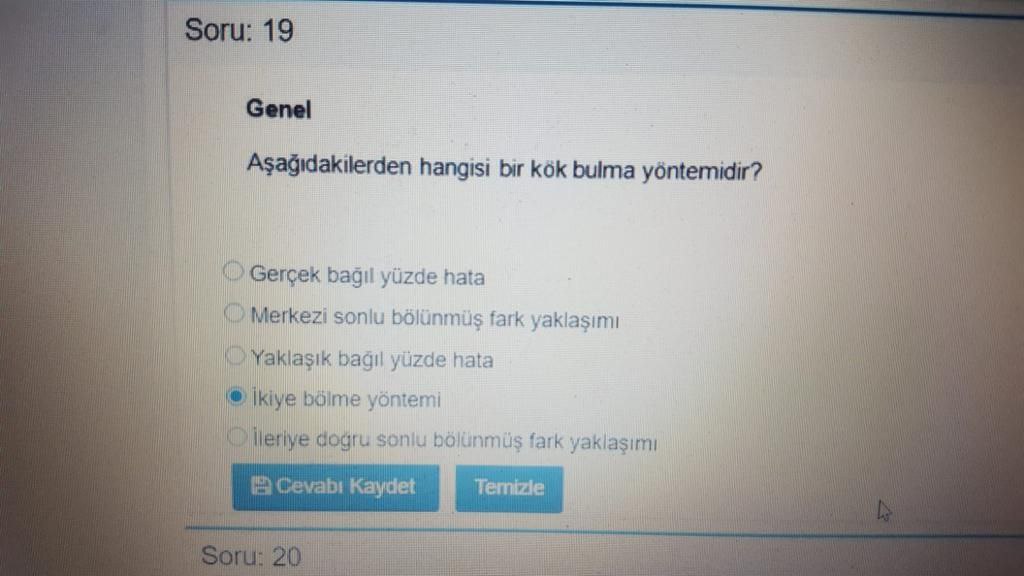 Soru: 19
Genel
Aşağıdakilerden hangisi bir kök bulma yöntemidir?
Gerçek bağıl yüzde hata
Merkezi sonlu bölünmüş fark yaklaşımı
Yaklaşık bağıl yüzde hata
İkiye bölme yöntemi
İleriye doğru sonlu bölünmüş fark yaklaşımı
Cevabı Kaydet Temizle
Soru: 20